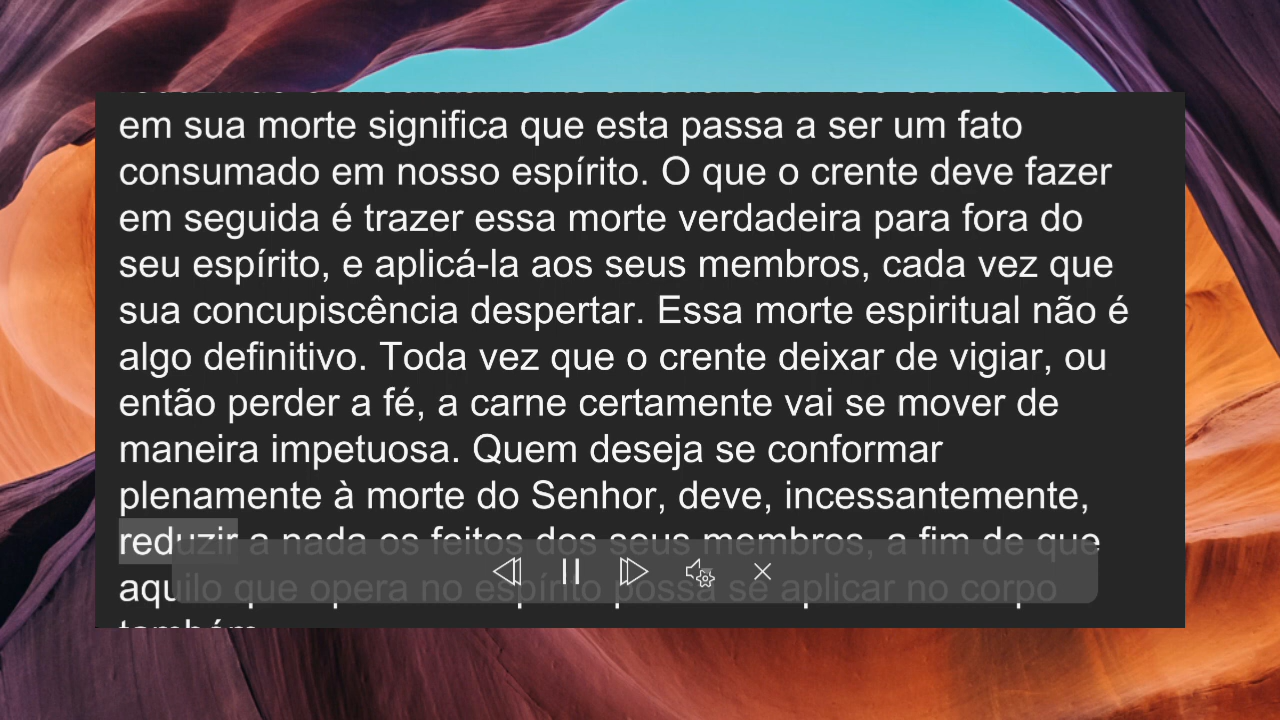 em sua morte significa que esta passa a ser um fato
consumado em nosso espírito. O que o crente deve fazer
em seguida é trazer essa morte verdadeira para fora do
seu espírito, e aplicá-la aos seus membros, cada vez que
sua concupiscência despertar. Essa morte espiritual não é
algo definitivo. Toda vez que o crente deixar de vigiar, ou
então perder a fé, a carne certamente vai se mover de
maneira impetuosa. Quem deseja se conformar
plenamente à morte do Senhor, deve, incessantemente,
reduzir a nada os feitos dos seus membros, a fim de que
aquilo que opera no espírito possa se aplicar no corpo
também